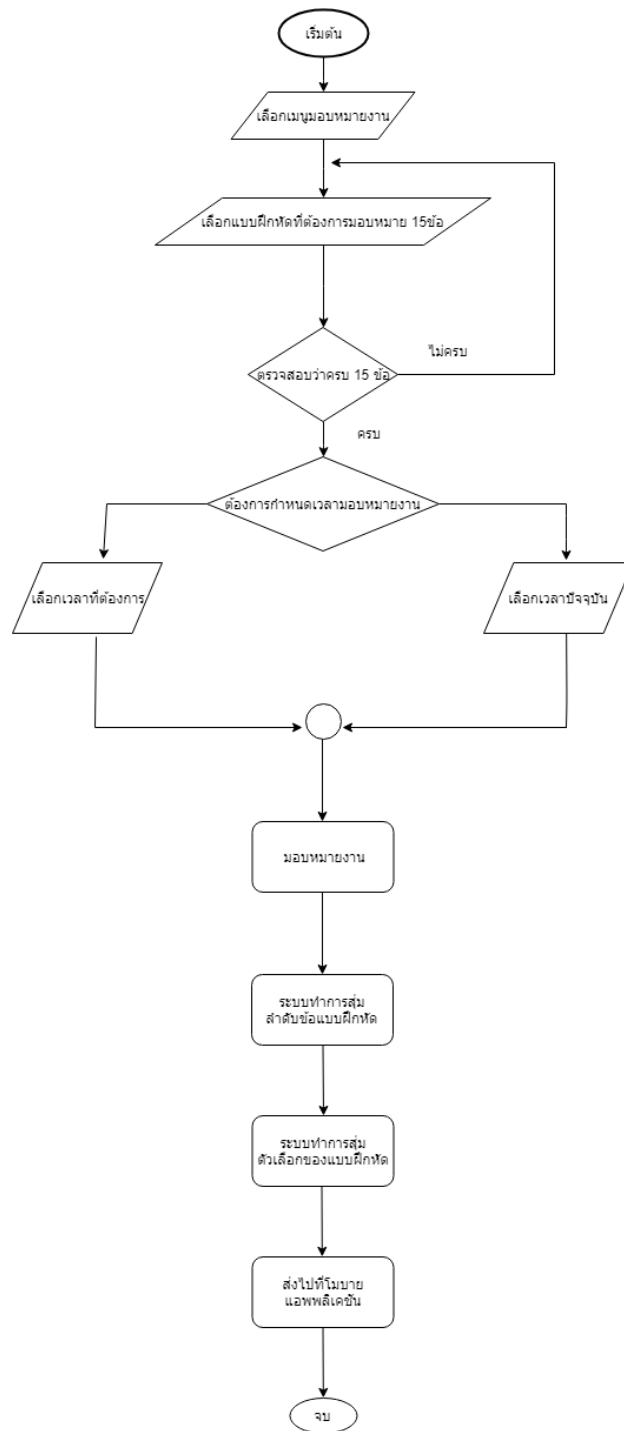 เริ่มต้น
เลือกเมนูมอบหมายงาน
เลือกแบบฝึกหัดที่ต้องการมอบหมาย 15ข้อ
ไม่ครบ
ตรวจสอบว่าครบ 15 ข้อ
ครบ
ต้องการกำหนดเวลามอบหมายงาน
เลือกเวลาที่ต้องการ
เลือกเวลาปัจจุบัน
มอบหมายงาน
ระบบทำการสุ่ม
ลำดับข้อแบบฝึกหัด
ระบบทำการสุ่ม
ตัวเลือกของแบบฝึกหัด
ส่งไปที่โมบาย
แอพพลิเคชัน
จบ